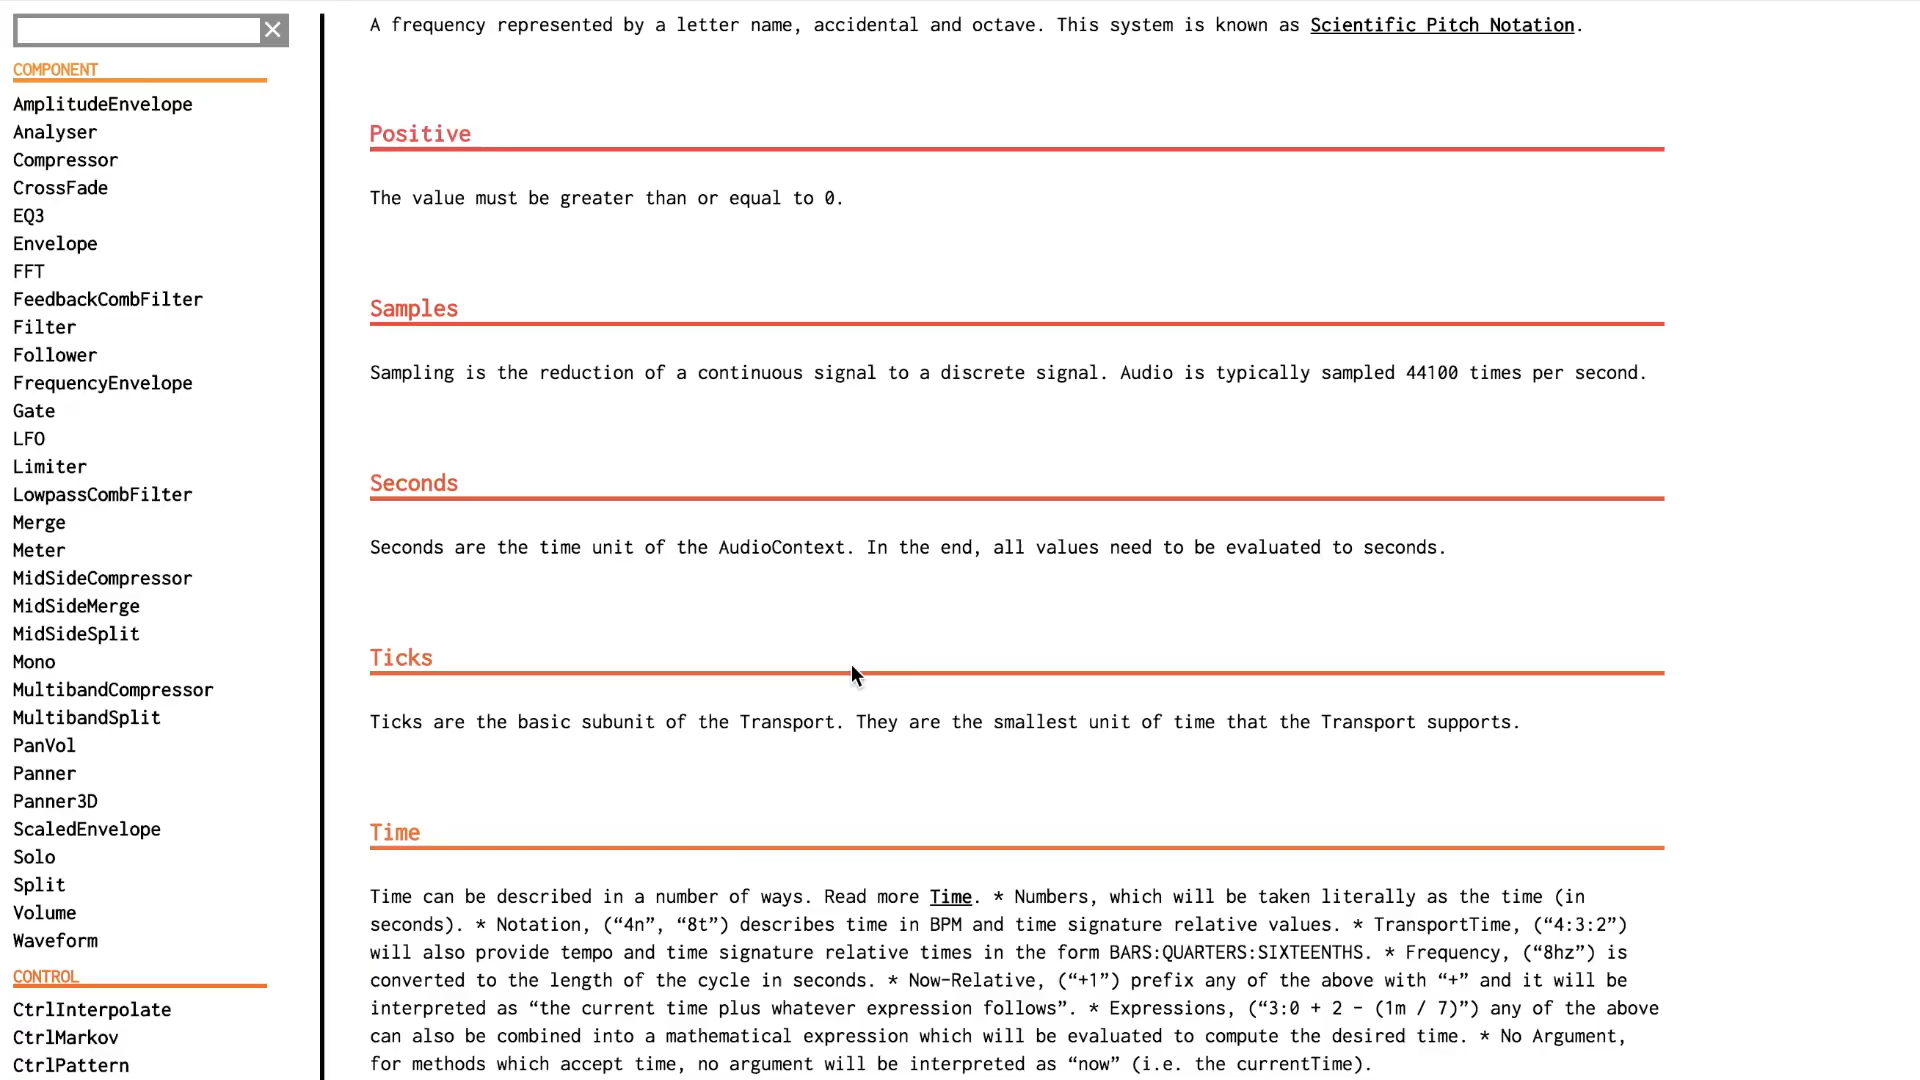 COMPONENT
AmplitudeEnvelope
Analyser
Compressor
CrossFade
EQ3
Envelope
FFT
FeedbackCombFilter
Filter
Follower
FrequencyEnvelope
Gate
LFO
Limiter
LowpassCombFilter
Merge
Meter
MidSideCompressor
MidSideMerge
MidSideSplit
Mono
MultibandCompressor
MultibandSplit
PanVol
Panner
Panner3D
ScaledEnvelope
Solo
Split
Volume
Waveform
CONTROL
CtrlInterpolate
CtrlMarkov
CtrlPattern
A frequency represented by a letter name, accidental and octave. This system is known as Scientific Pitch Notation.
Positive
The value must be greater than or equal to 0.
Samples
Sampling is the reduction of a continuous signal to a discrete signal. Audio is typically sampled 44100 times per second.
Seconds
Seconds are the time unit of the AudioContext. In the end, all values need to be evaluated to seconds.
Ticks
Ticks are the basic subunit of the Transport. They are the smallest unit of time that the Transport supports.
Time
Time can be described in a number of ways. Read more Time. * Numbers, which will be taken literally as the time (in
seconds). * Notation, (“4n”, “8t”) describes time in BPM and time signature relative values. * TransportTime, (“4:3:2”)
will also provide tempo and time signature relative times in the form BARS:QUARTERS:SIXTEENTHS. * Frequency, (“8hz”) is
converted to the length of the cycle in seconds. * Now-Relative, (“+1”) prefix any of the above with “+” and it will be
interpreted as “the current time plus whatever expression follows”. * Expressions, (“3:0 + 2 - (1m / 7)”) any of the above
can also be combined into a mathematical expression which will be evaluated to compute the desired time. * No Argument,
for methods which accept time, no argument will be interpreted as “now” (i.e. the currentTime).